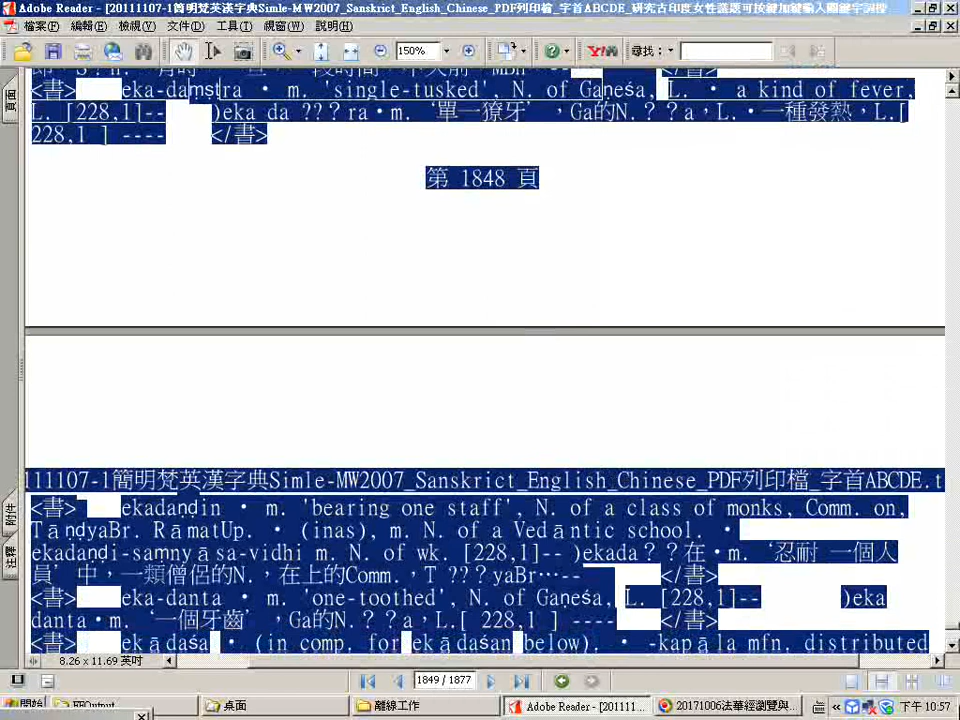 Adobe Reader - [20111107-1簡明梵英漢字典Simle-MW2007_Sanskrict_English_Chinese_PDF列印檔_字首ABCDE_研究古印度女性議題可按鍵加鍵輸入關鍵字詞搜
檔案(F) 編輯(E) 檢視(V) 文件(D) 工具(T) 視窗(W) 說明(H)
150% Y! 尋找:
頁面
<書> eka-daṃṣṭra • m. 'single-tusked', N. of Gaṇeśa, L. • a kind of fever,
L. [228,1]-- )eka da ???ra•m.‘單一獠牙’，Ga的N.??a，L.•一種發熱，L.[
228,1 ] ---- </書>
第 1848 頁
111107-1簡明梵英漢字典Simle-MW2007_Sanskrict_English_Chinese_PDF列印檔_字首ABCDE.t
<書> ekadaṇḍin • m. 'bearing one staff', N. of a class of monks, Comm. on,
TāṇḍyaBr. RāmatUp. • (inas), m. N. of a Vedāntic school. •
ekadaṇḍi-samnyāsa-vidhi m. N. of wk. [228,1]-- )ekada??在•m.‘忍耐 一個人
員’中，一類僧侶的N.，在上的Comm.，T ???yaBr…-- </書>
<書> eka-danta • m. 'one-toothed', N. of Gaṇeśa, L. [228,1]-- )eka
danta•m.‘一個牙齒’，Ga的N.??a，L.[ 228,1 ] ---- </書>
<書> ekādaśa • (in comp. for ekādaśan below). • -kapāla mfn. distributed
附件
注釋
8.26 x 11.69 英吋
1849 / 1877
開始 FFOutput 桌面 離線工作 Adobe Reader - [201111... 20171006法華經瀏覽與... 下午 10:57